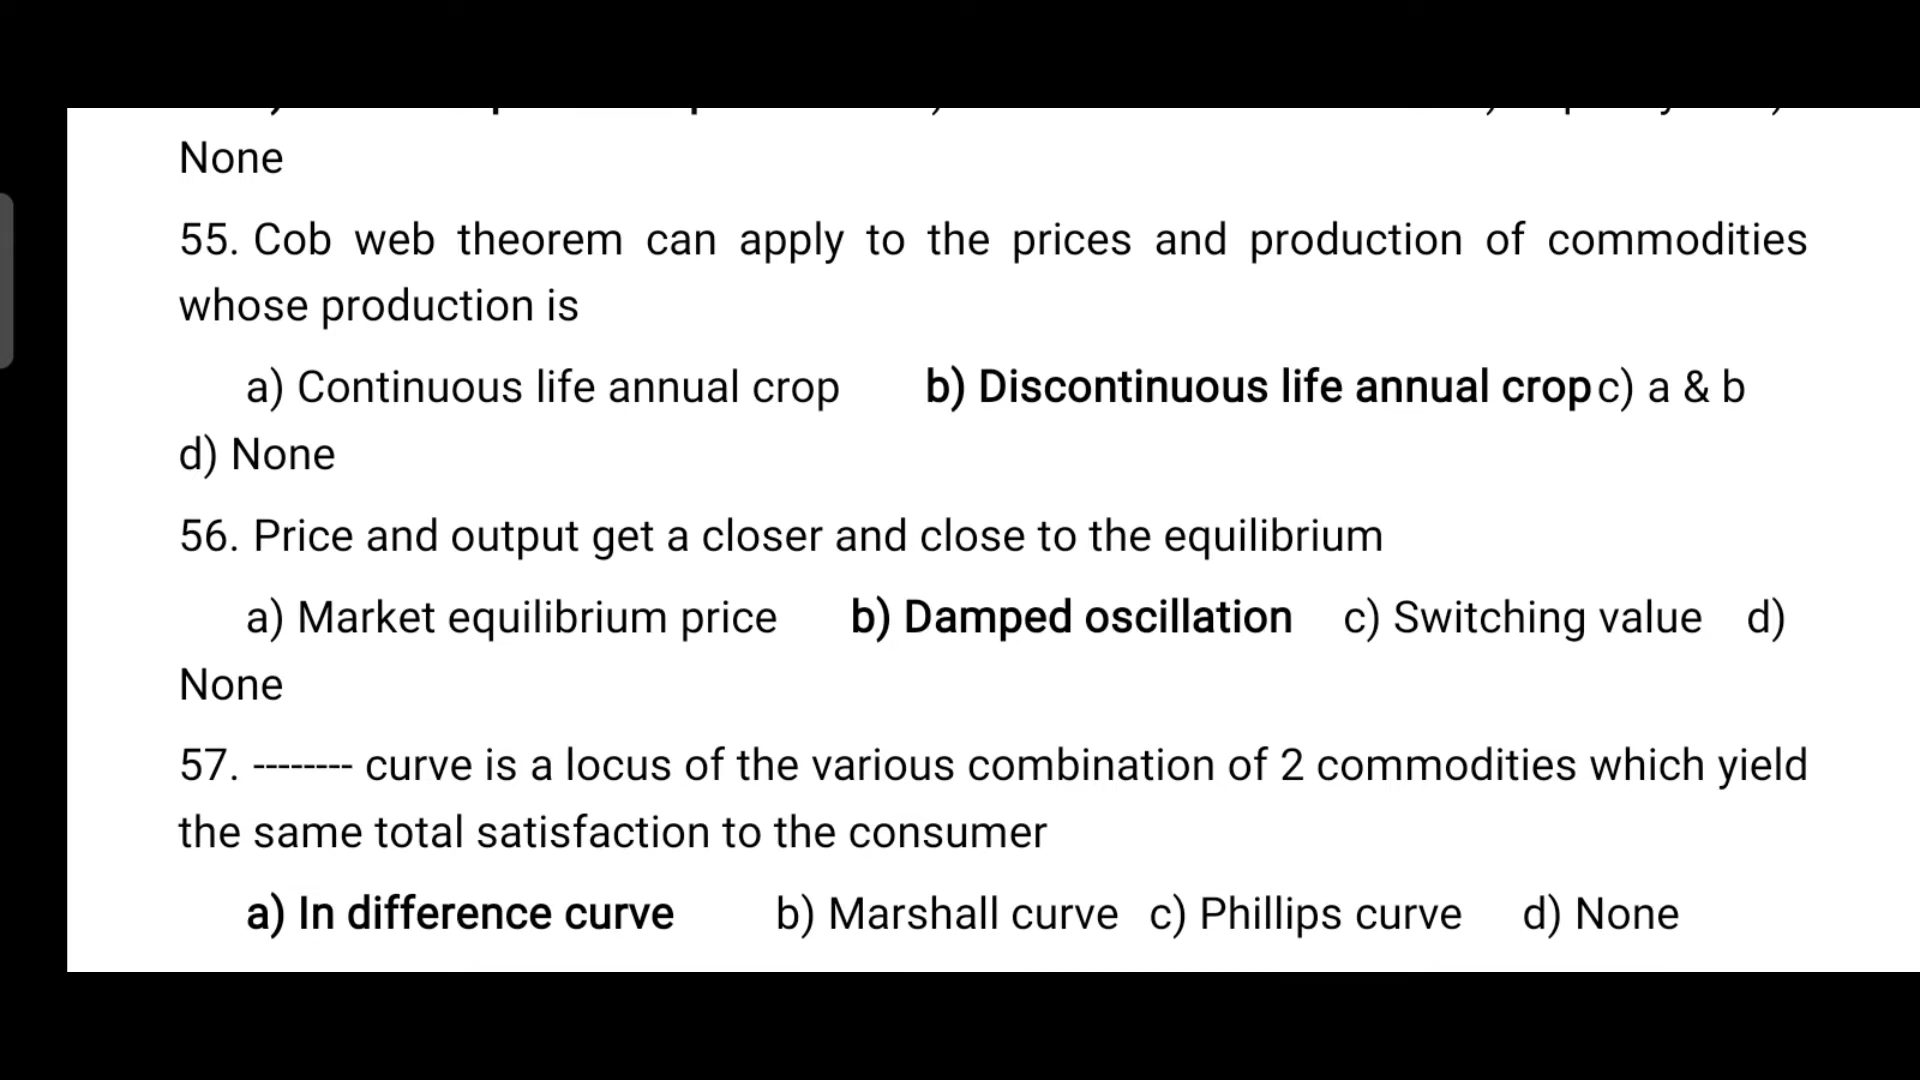 None
55. Cob web theorem can apply to the prices and production of commodities
whose production is
a) Continuous life annual crop b) Discontinuous life annual crop c) a & b
d) None
56. Price and output get a closer and close to the equilibrium
a) Market equilibrium price b) Damped oscillation c) Switching value d)
None
57. -------- curve is a locus of the various combination of 2 commodities which yield
the same total satisfaction to the consumer
a) In difference curve b) Marshall curve c) Phillips curve d) None